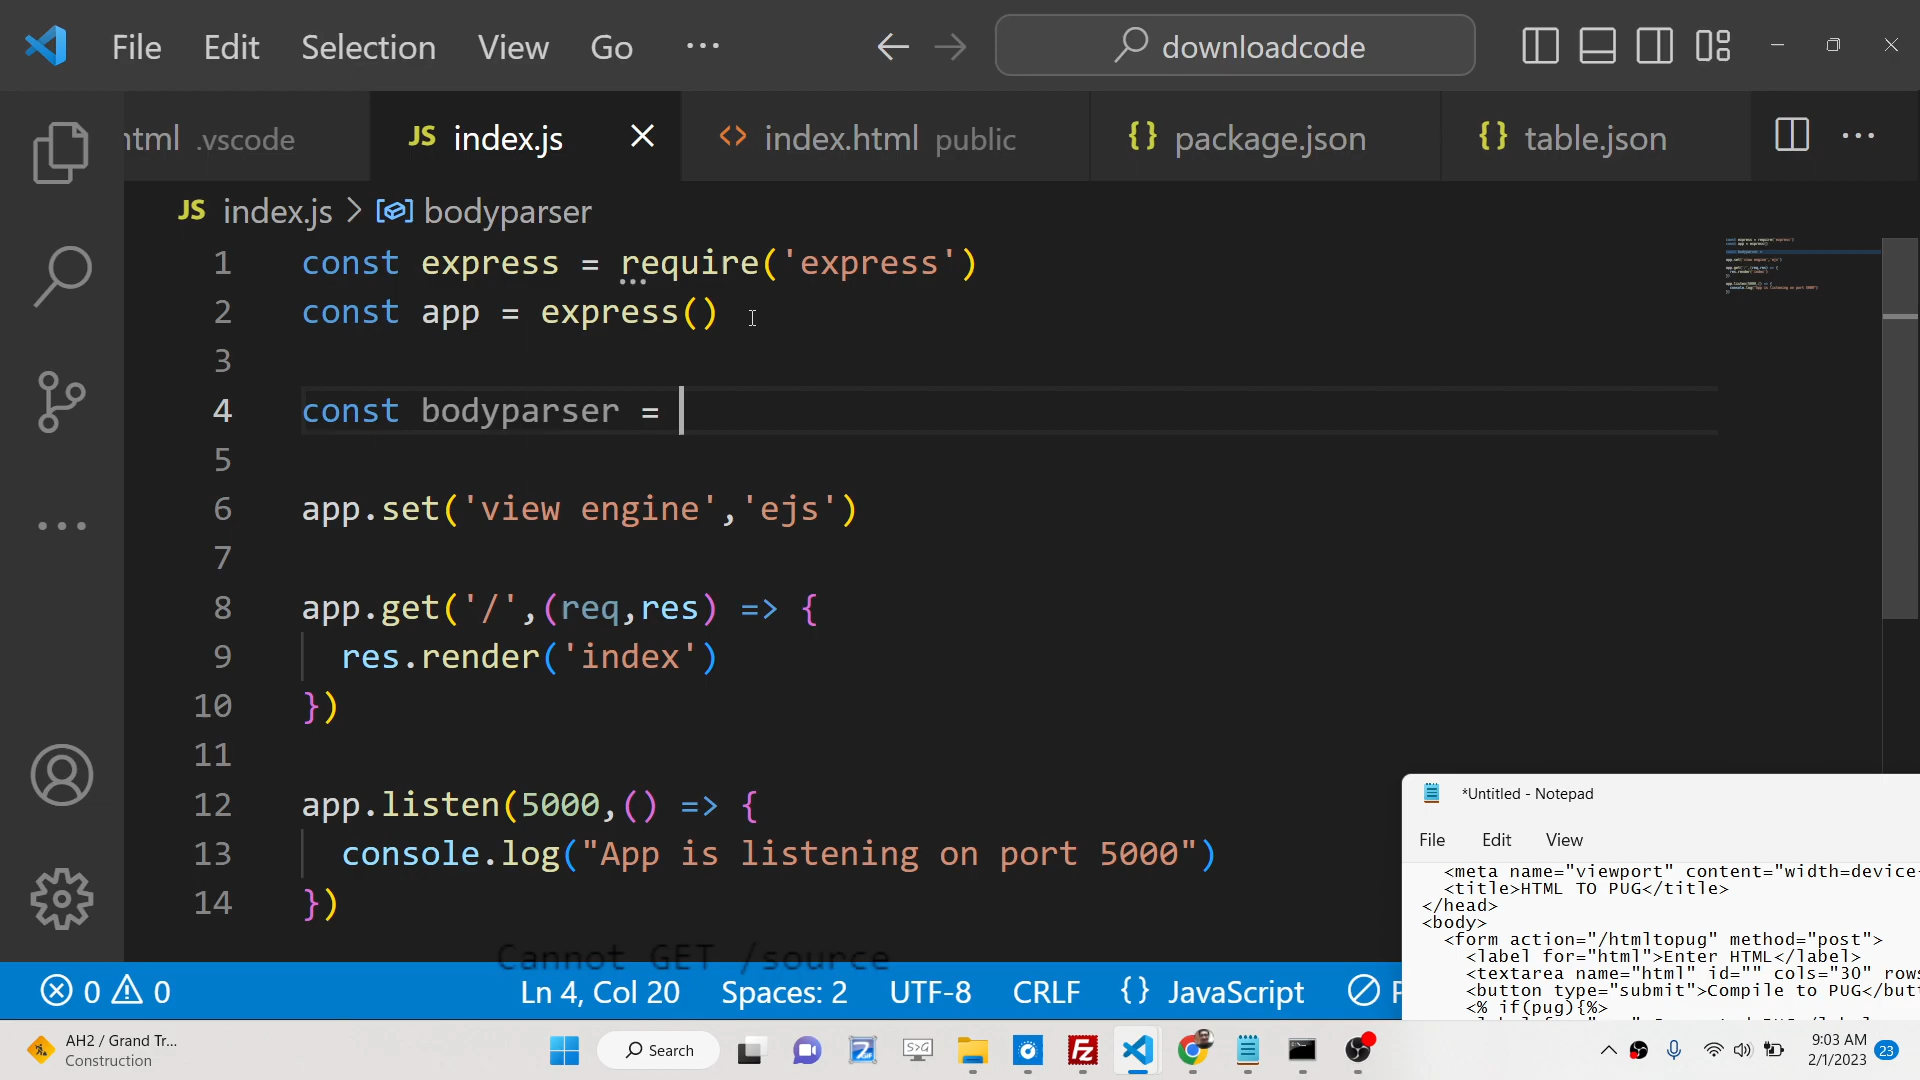 File Edit Selection View Go ··· downloadcode
html .vscode JS index.js index.html public {} package.json {} table.json ···
JS index.js > bodyparser
1 const express = require('express')
2 const app = express()
3
4 const bodyparser =
5
6 app.set('view engine','ejs')
7
8 app.get('/',(req,res) => {
9 res.render('index')
10 })
11
12 app.listen(5000,() => {
13 console.log("App is listening on port 5000")
14 })
Cannot GET /source
0 0 Ln 4, Col 20 Spaces: 2 UTF-8 CRLF {} JavaScript
*Untitled - Notepad
File Edit View
<meta name="viewport" content="width=device-
<title>HTML TO PUG</title>
</head>
<body>
<form action="/htmltopug" method="post">
<label for="html">Enter HTML</label>
<textarea name="html" id="" cols="30" rows
<button type="submit">Compile to PUG</but
<% if(pug){%>
AH2 / Grand Tr...
Construction
Search
9:03 AM
2/1/2023
23